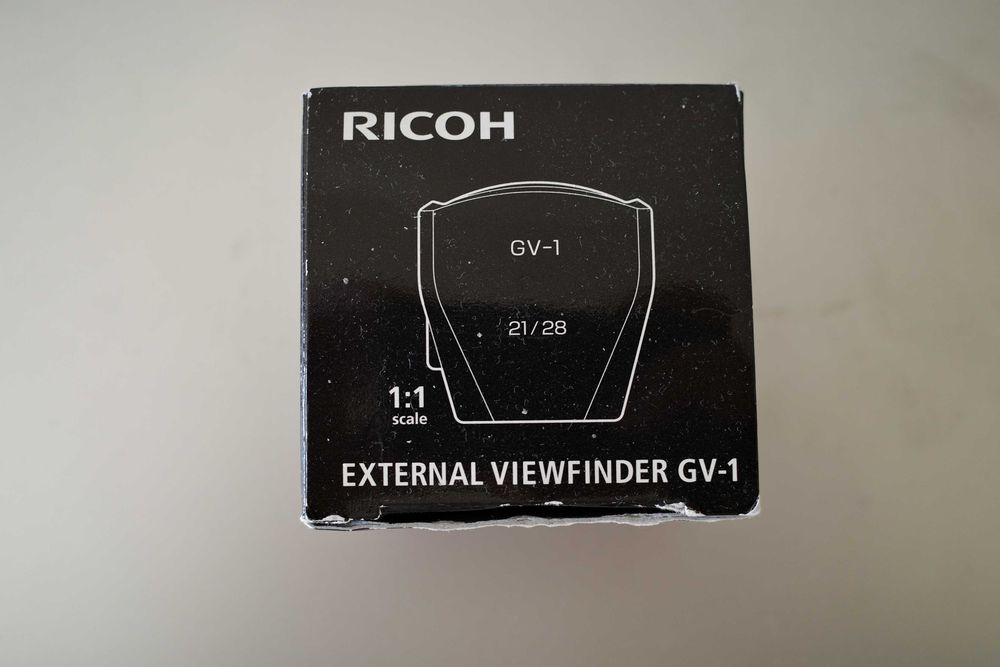 RICOH
GV-1
21/28
1:1
scale
EXTERNAL VIEWFINDER GV-1